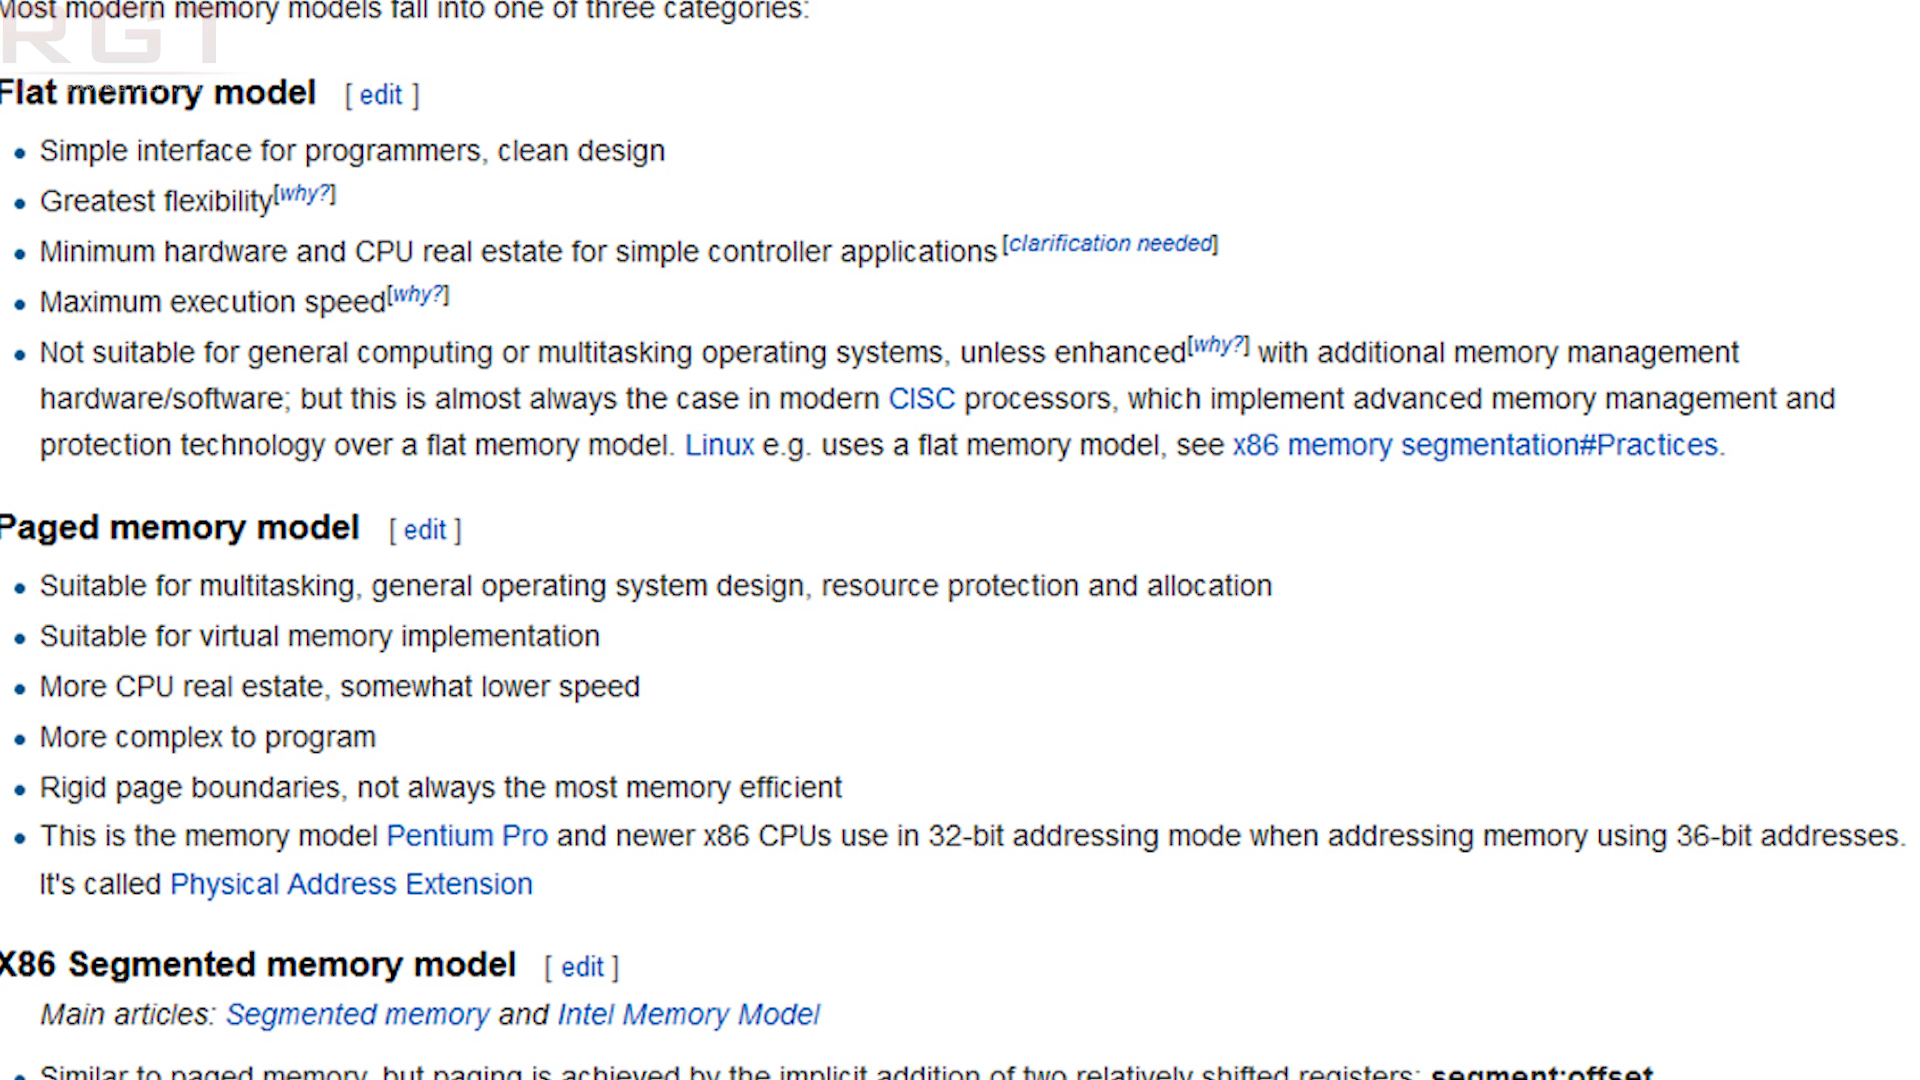 Most modern memory models fall into one of three categories:
RGT
Flat memory model [ edit ]
• Simple interface for programmers, clean design
• Greatest flexibility[why?]
• Minimum hardware and CPU real estate for simple controller applications[clarification needed]
• Maximum execution speed[why?]
• Not suitable for general computing or multitasking operating systems, unless enhanced[why?] with additional memory management
hardware/software; but this is almost always the case in modern CISC processors, which implement advanced memory management and
protection technology over a flat memory model. Linux e.g. uses a flat memory model, see x86 memory segmentation#Practices.
Paged memory model [ edit ]
• Suitable for multitasking, general operating system design, resource protection and allocation
• Suitable for virtual memory implementation
• More CPU real estate, somewhat lower speed
• More complex to program
• Rigid page boundaries, not always the most memory efficient
• This is the memory model Pentium Pro and newer x86 CPUs use in 32-bit addressing mode when addressing memory using 36-bit addresses.
It's called Physical Address Extension
X86 Segmented memory model [ edit ]
Main articles: Segmented memory and Intel Memory Model
• Similar to paged memory, but paging is achieved by the implicit addition of two relatively shifted registers: segment:offset